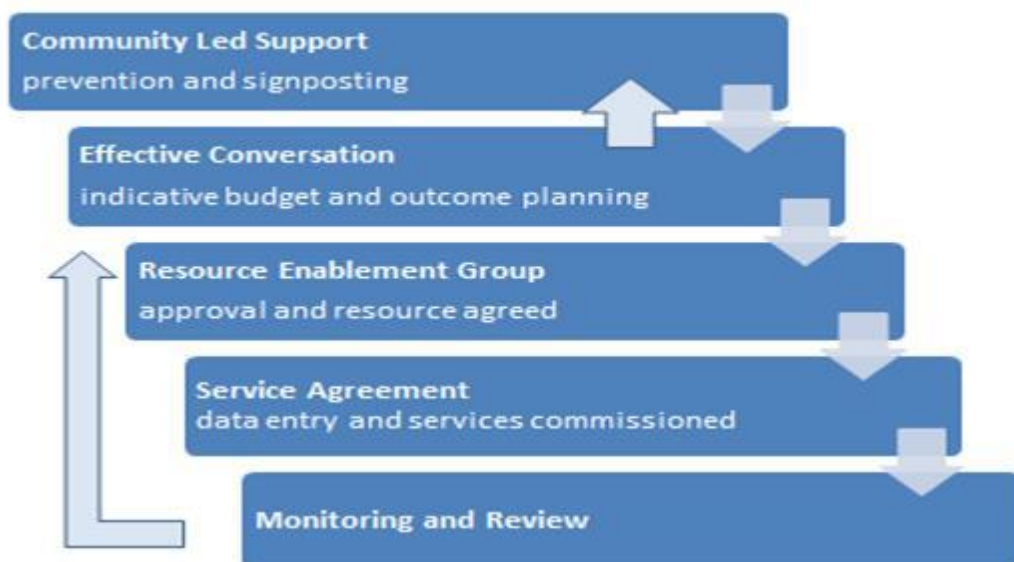 Community Led Support
prevention and signposting
Effective Conversation
indicative budget and outcome planning
Resource Enablement Group
approval and resource agreed
Service Agreement
data entry and services commissioned
Monitoring and Review